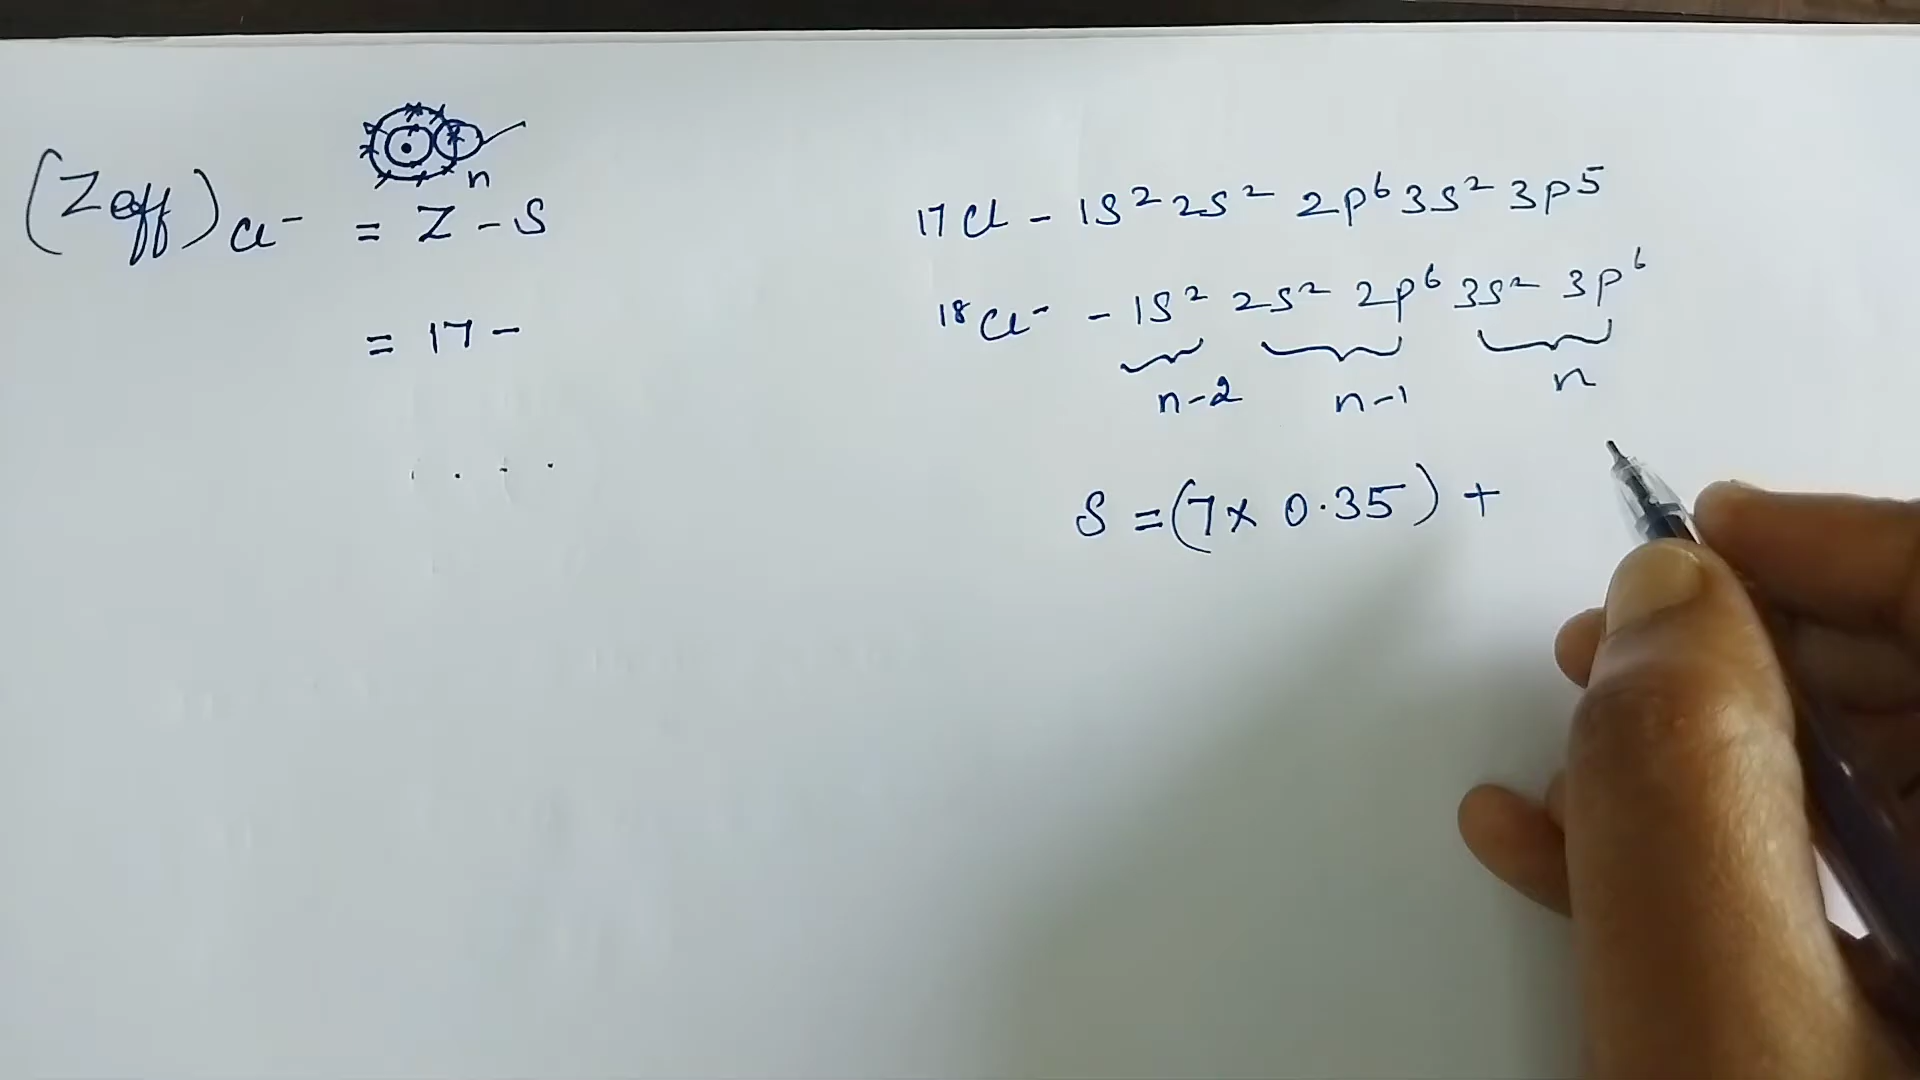 (Zeff)Cl⁻ = Z - S
n
= 17 -
17Cl - 1s² 2s² 2p⁶ 3s² 3p⁵
18Cl⁻ - 1s² 2s² 2p⁶ 3s² 3p⁶
n-2 n-1 n
S = (7 x 0.35) +